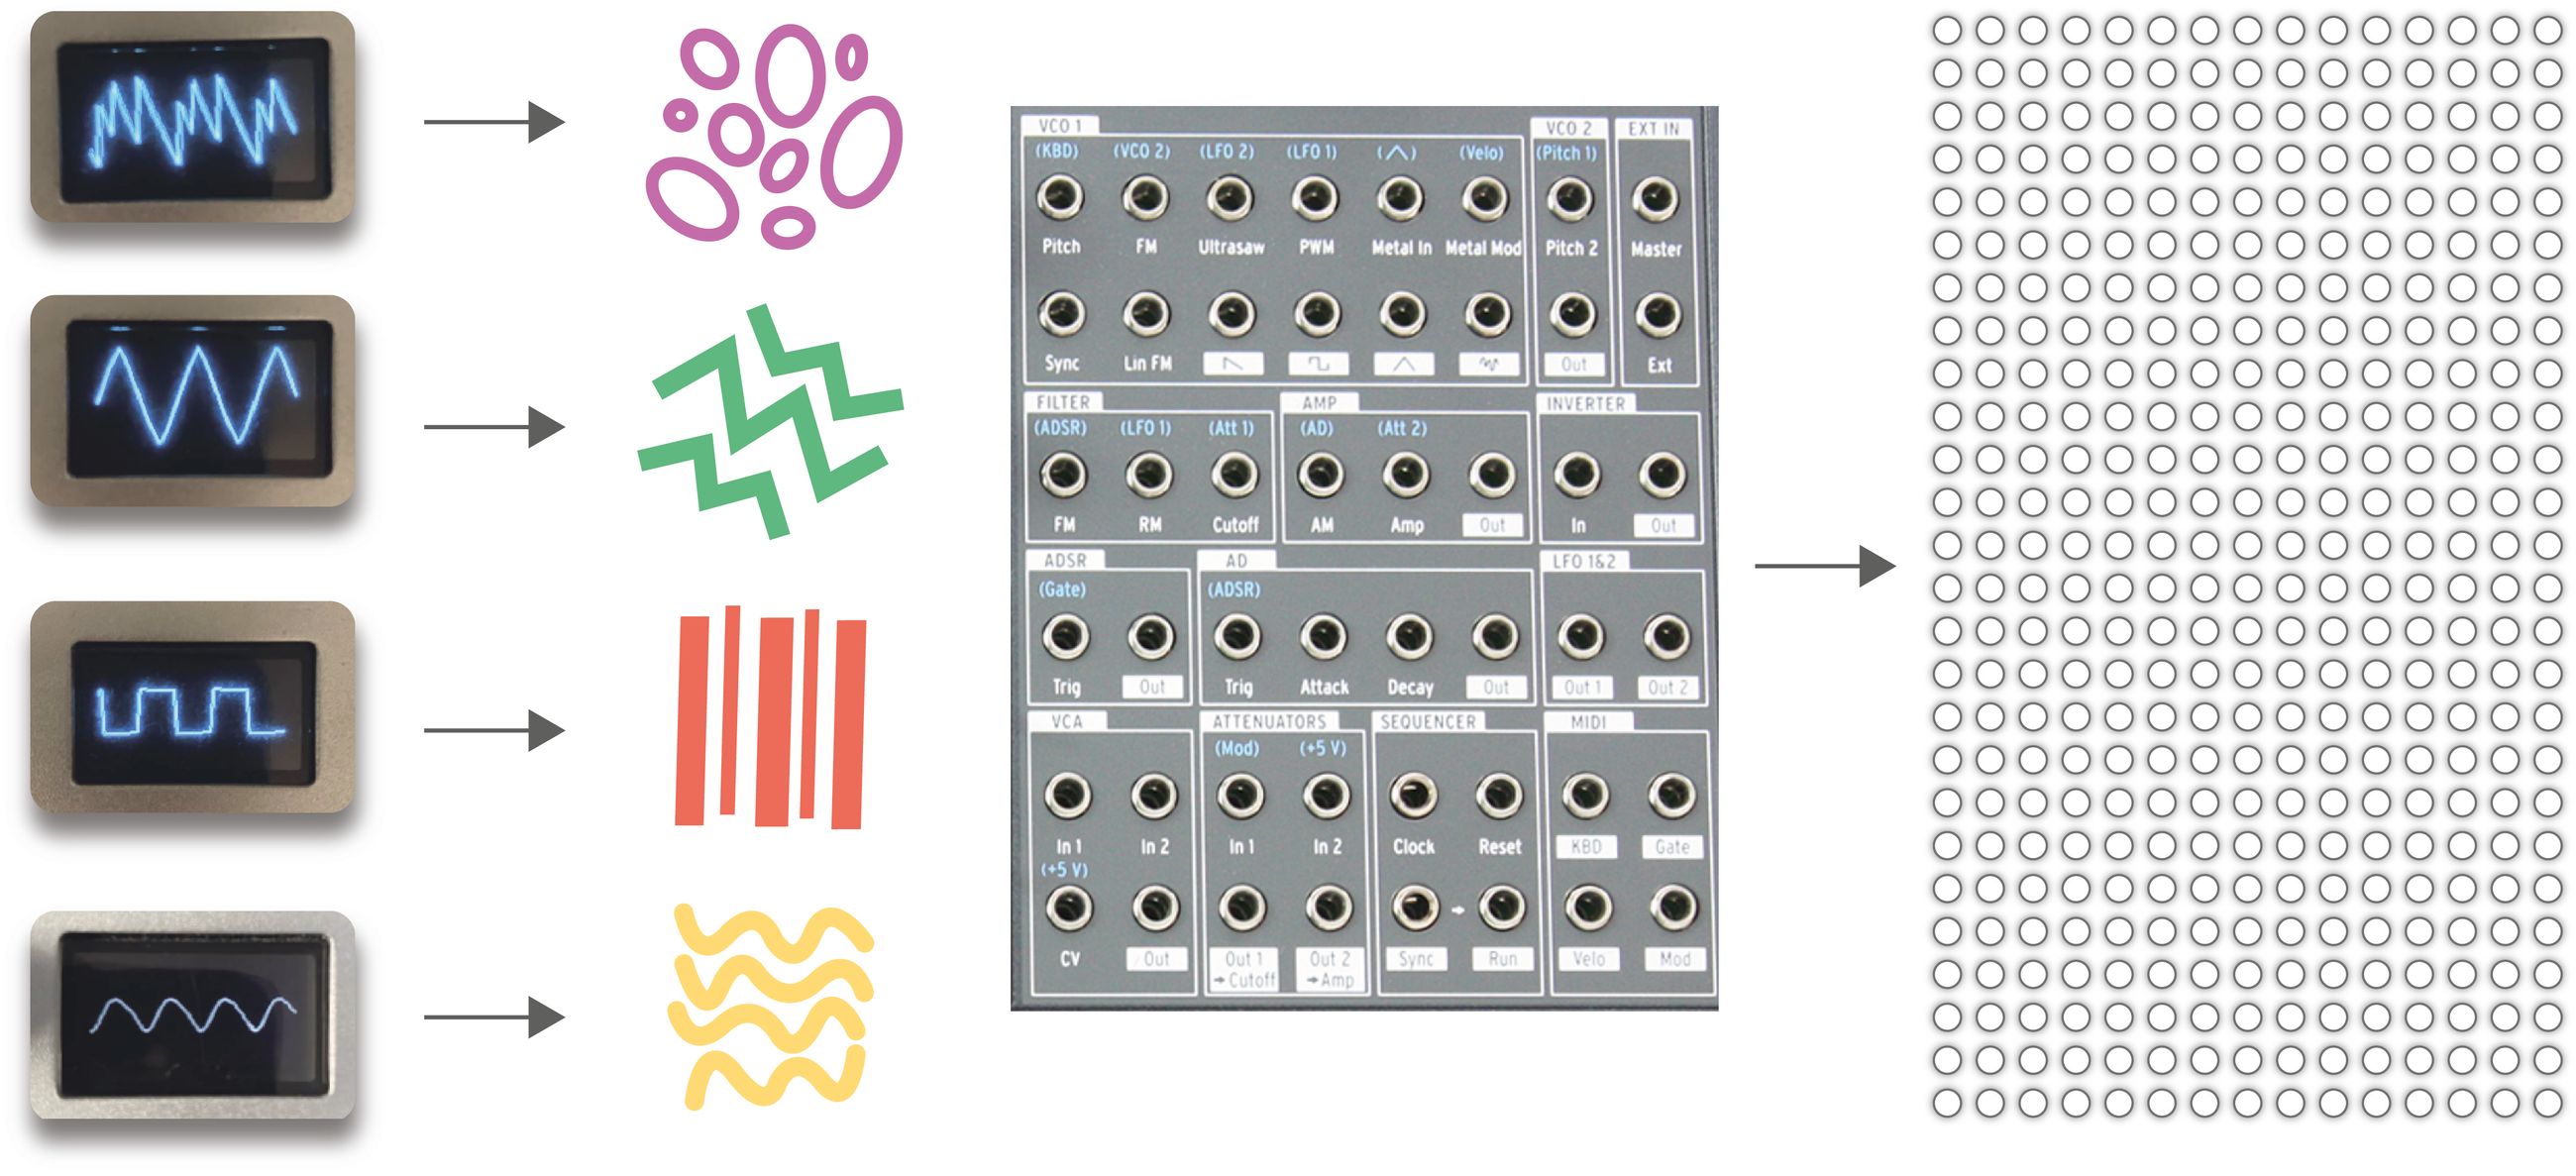 VCO 1 VCO 2 EXT IN
(KBD) (VCO 2) (LFO 2) (LFO 1) ( ) (Velo) (Pitch 1)
Pitch FM Ultrasaw PWM Metal In Metal Mod Pitch 2 Master
Sync Lin FM Out Ext
FILTER AMP INVERTER
(ADSR) (LFO 1) (Att 1) (AD) (Att 2)
FM RM Cutoff AM Amp Out In Out
ADSR AD LFO 1&2
(Gate) (ADSR)
Trig Out Trig Attack Decay Out Out 1 Out 2
VCA ATTENUATORS SEQUENCER MIDI
(Mod) (+5 V)
In 1 In 2 In 1 In 2 Clock Reset KBD Gate
(+5 V)
CV Out Out 1 Out 2 Sync Run Velo Mod
➔Cutoff ➔Amp